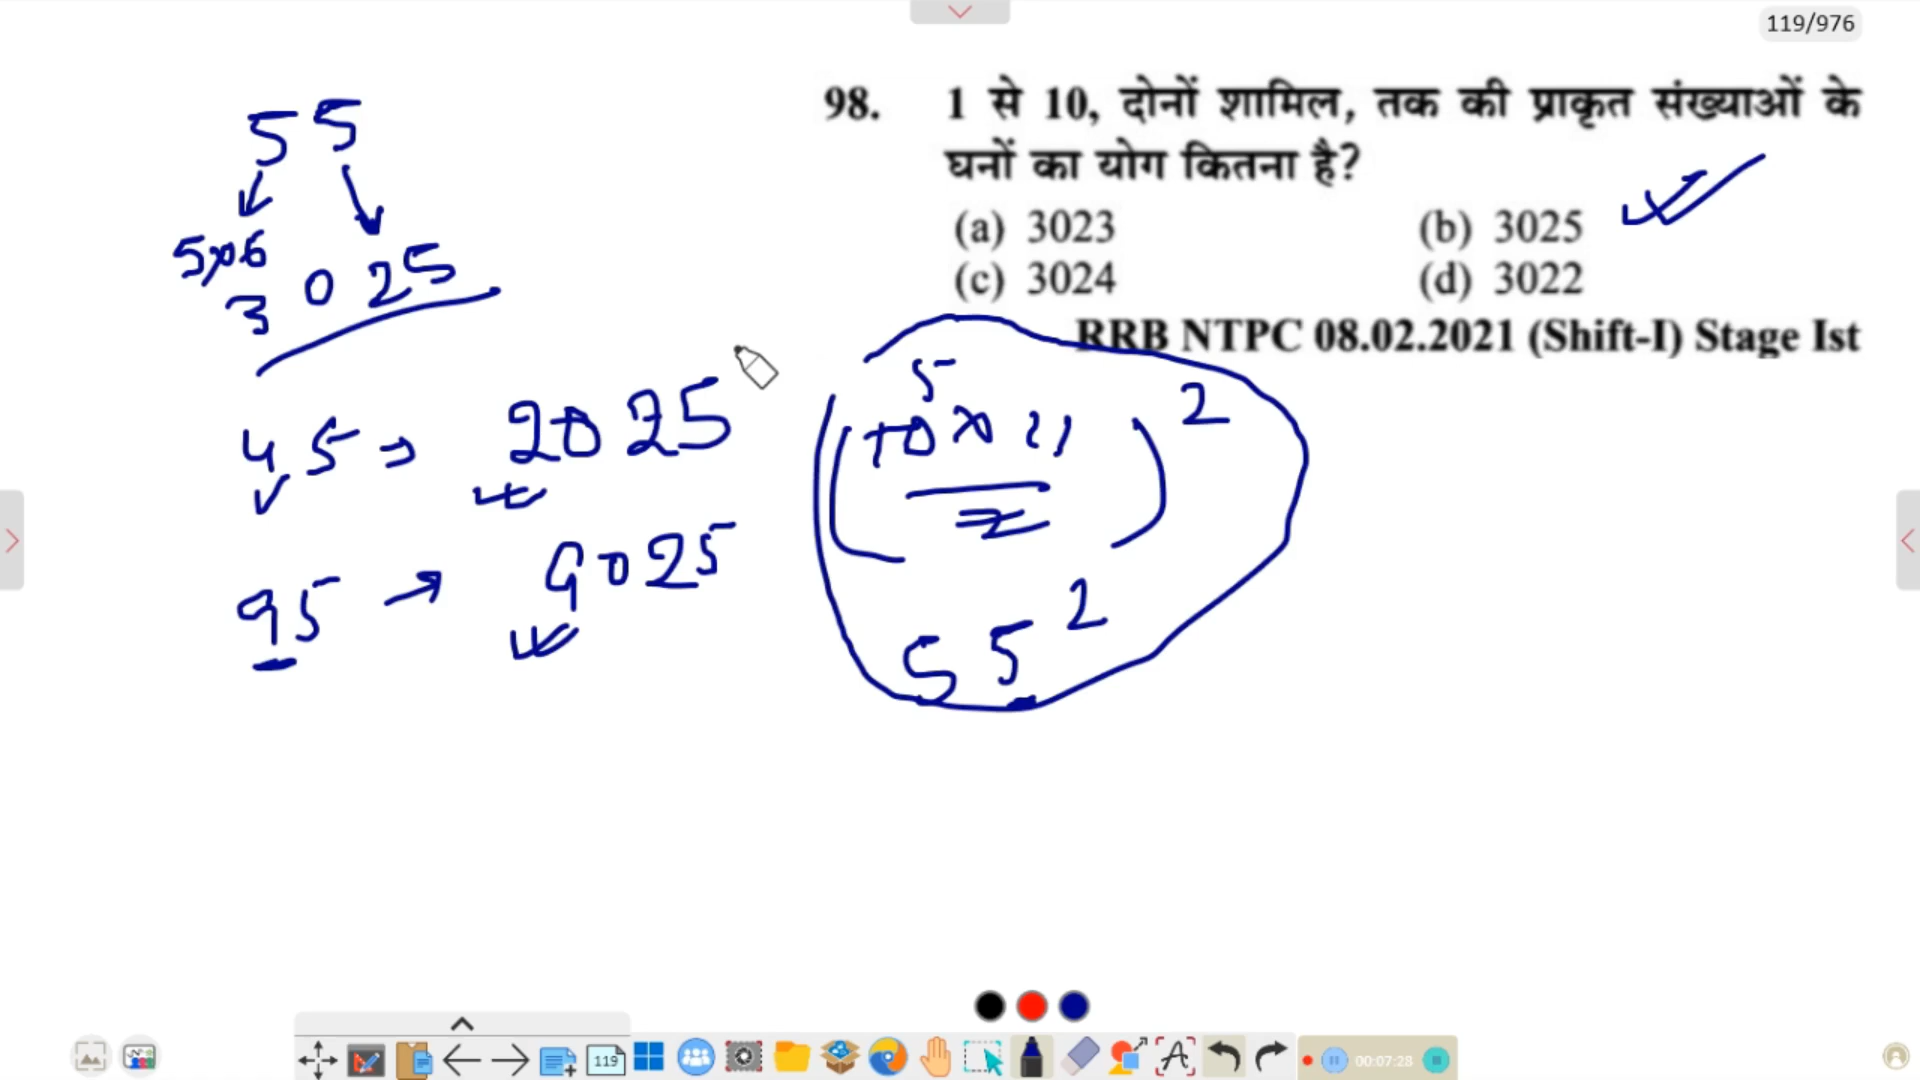 119/976
98. 1 से 10, दोनों शामिल, तक की प्राकृत संख्याओं के
घनों का योग कितना है?
(a) 3023 (b) 3025
(c) 3024 (d) 3022
RRB NTPC 08.02.2021 (Shift-I) Stage Ist
55
5×6
3025
45 → 2025
95 → 9025
5
(10×11
2
)2
55 2
119
00:07:28